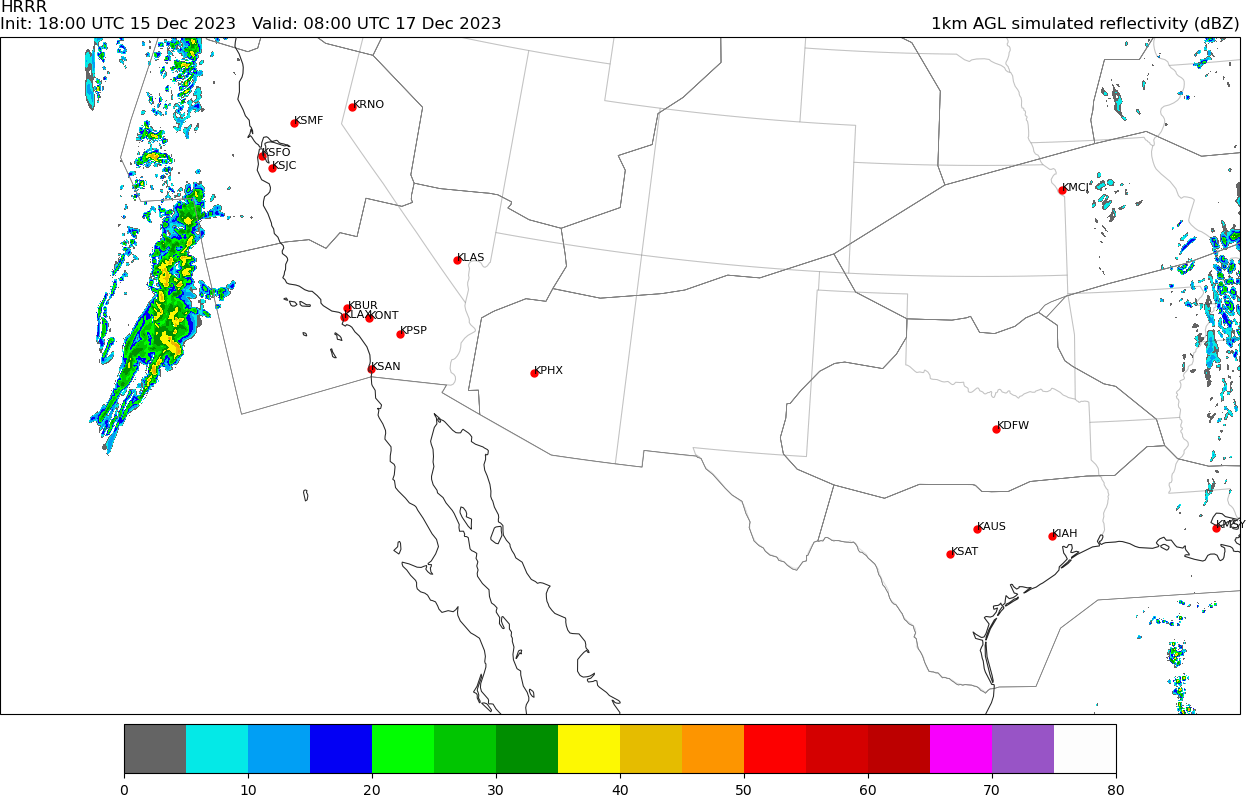 HRRR
Init: 18:00 UTC 15 Dec 2023   Valid: 08:00 UTC 17 Dec 2023
1km AGL simulated reflectivity (dBZ)
KRNO
KSMF
KSFO
KSJC
KMCI
KLAS
KBUR
KLAX
KONT
KPSP
KSAN
KPHX
KDFW
KMSY
KAUS
KIAH
KSAT
0 10 20 30 40 50 60 70 80